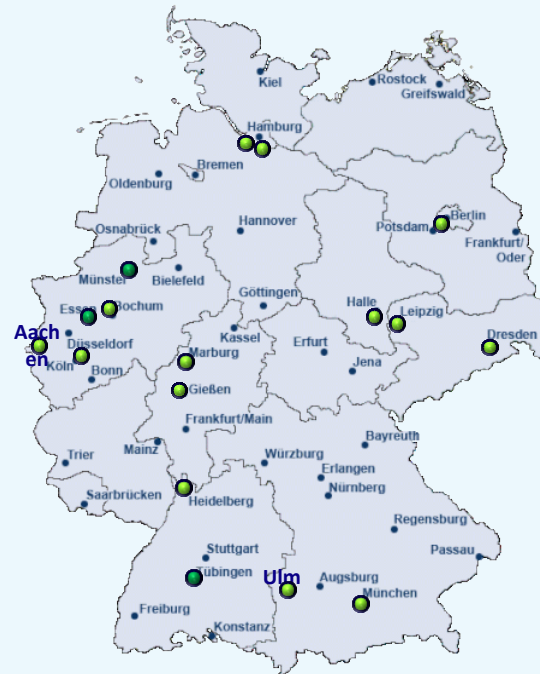 Kiel
Rostock
Greifswald
Hamburg
Bremen
Oldenburg
Hannover
Berlin
Potsdam
Frankfurt/
Oder
Osnabrück
Münster
Bielefeld
Göttingen
Halle
Leipzig
Essen
Bochum
Düsseldorf
Aach
en
Köln
Bonn
Kassel
Marburg
Erfurt
Jena
Dresden
Gießen
Frankfurt/Main
Mainz
Trier
Saarbrücken
Bayreuth
Würzburg
Erlangen
Nürnberg
Heidelberg
Regensburg
Stuttgart
Passau
Tübingen
Ulm
Augsburg
München
Freiburg
Konstanz